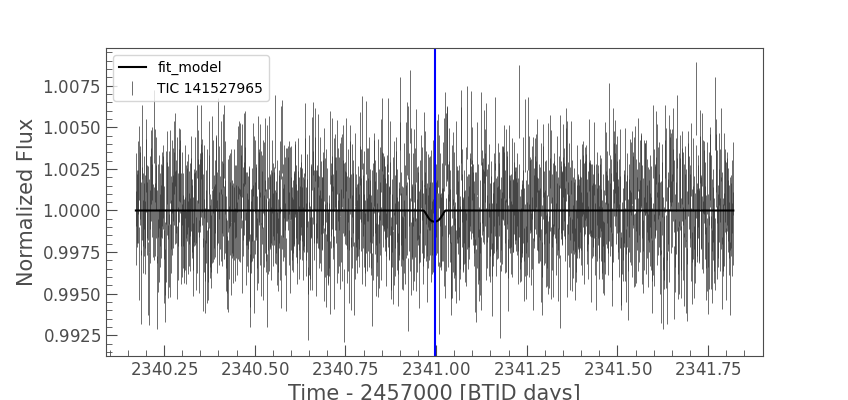 fit_model
TIC 141527965
1.0075
1.0050
1.0025
1.0000
0.9975
0.9950
0.9925
Normalized Flux
2340.25 2340.50 2340.75 2341.00 2341.25 2341.50 2341.75
Time - 2457000 [BTJD days]